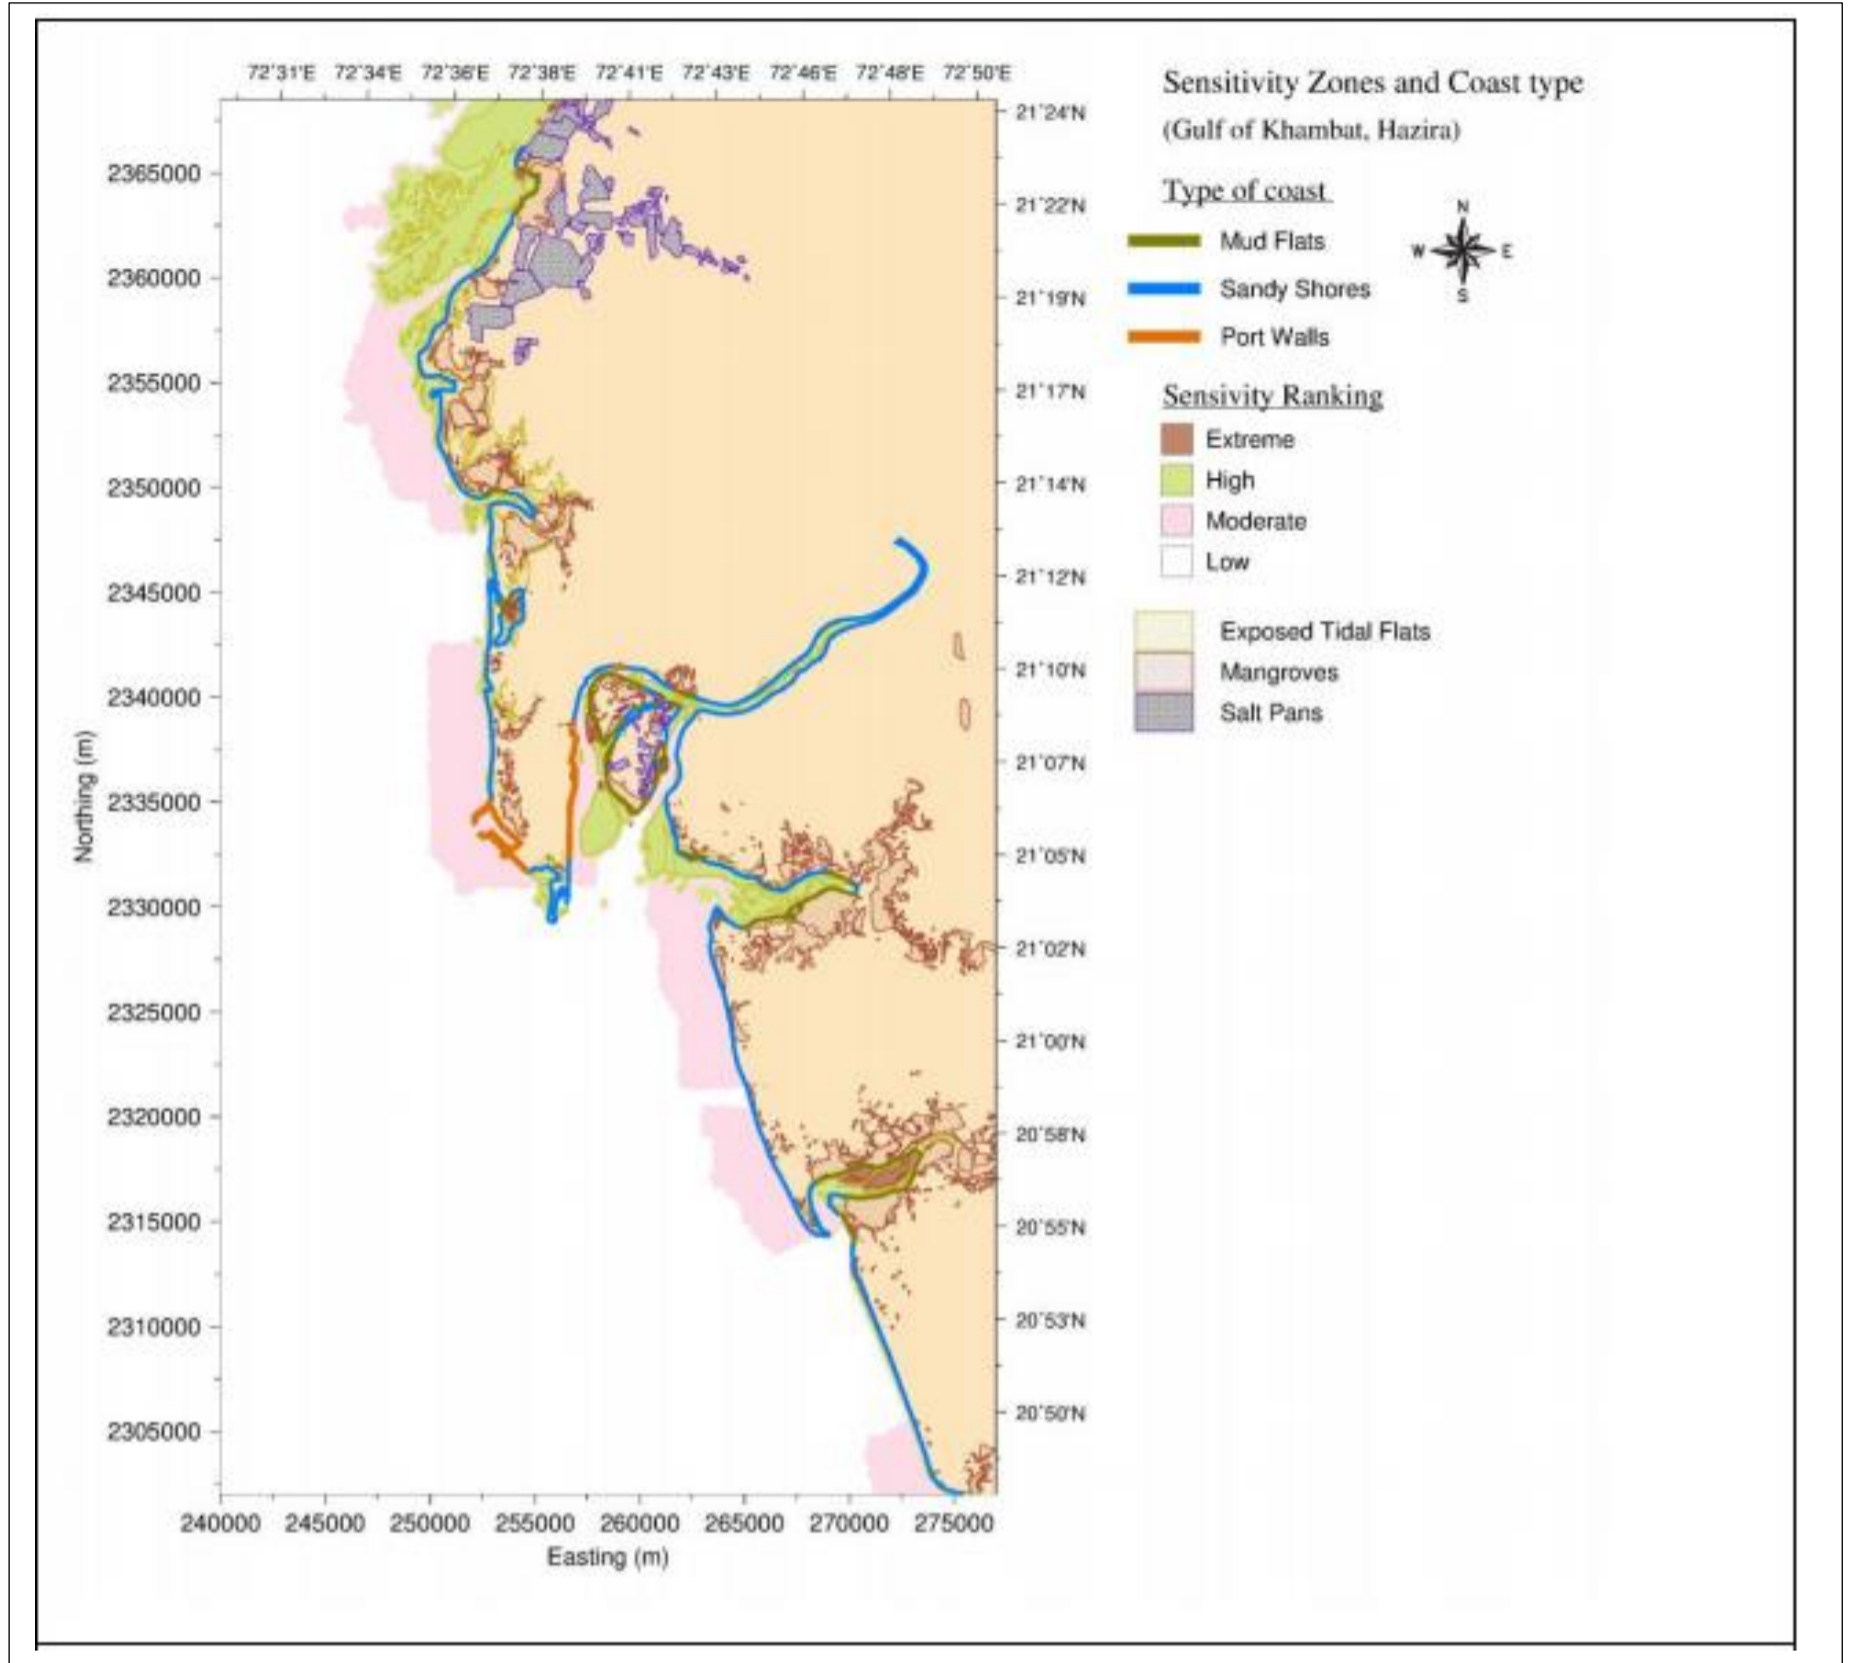 72°31'E 72°34'E 72°36'E 72°38'E 72°41'E 72°43'E 72°46'E 72°48'E 72°50'E
Sensitivity Zones and Coast type
(Gulf of Khambat, Hazira)
Type of coast
Mud Flats
Sandy Shores
Port Walls
N
W E
S
Sensivity Ranking
Extreme
High
Moderate
Low
Exposed Tidal Flats
Mangroves
Salt Pans
21°24'N
21°22'N
21°19'N
21°17'N
21°14'N
21°12'N
21°10'N
21°07'N
21°05'N
21°02'N
21°00'N
20°58'N
20°55'N
20°53'N
20°50'N
2365000
2360000
2355000
2350000
2345000
2340000
2335000
2330000
2325000
2320000
2315000
2310000
2305000
Northing (m)
240000 245000 250000 255000 260000 265000 270000 275000
Easting (m)